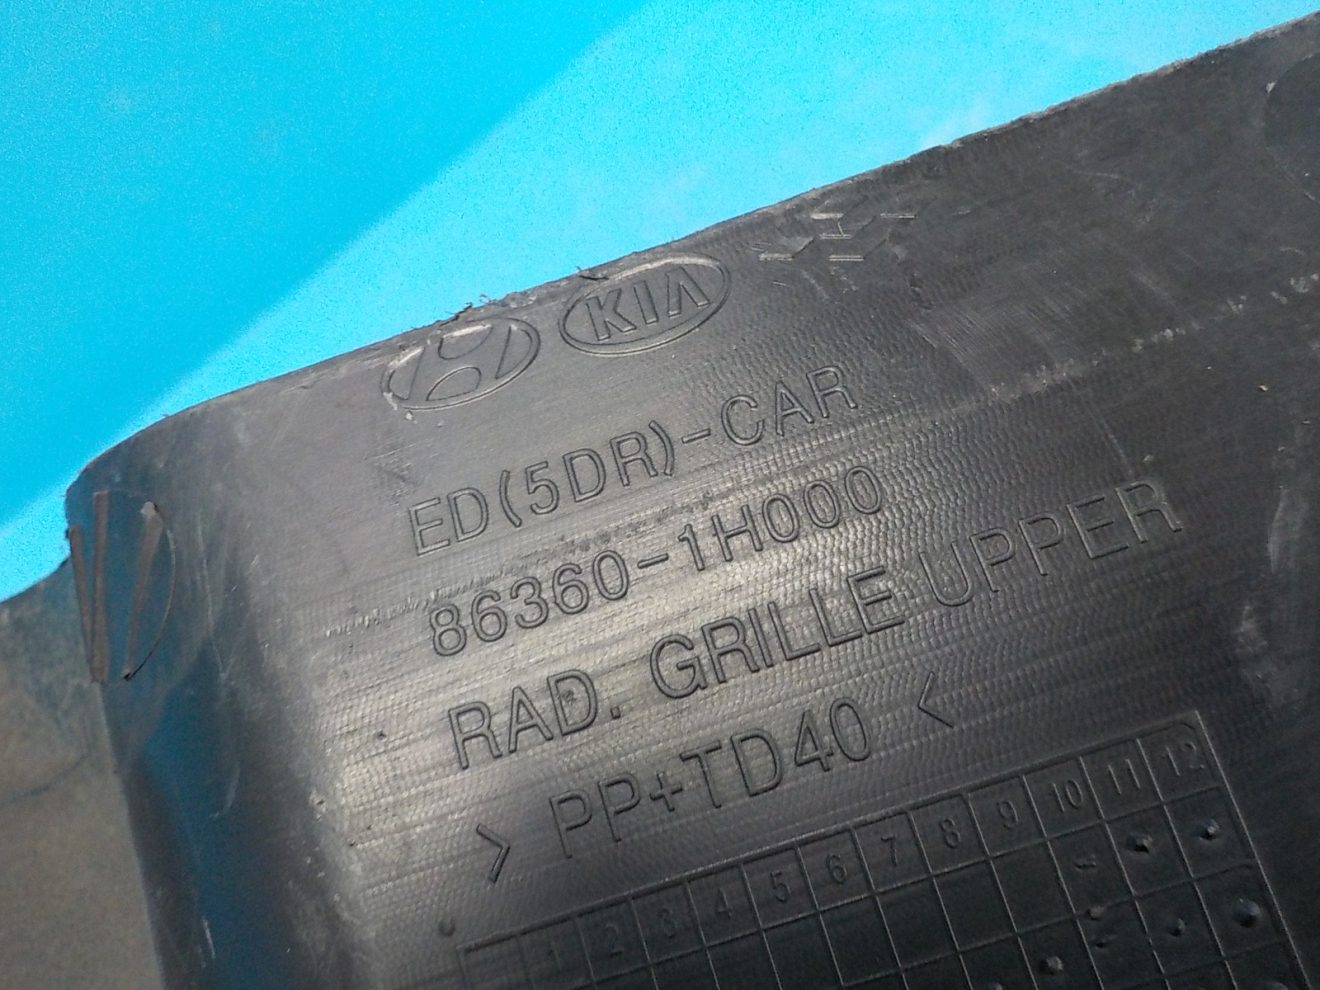 KIA
ED(5DR)-CAR
86360-1H000
RAD. GRILLE UPPER
> PP+TD40 <
1 2 3 4 5 6 7 8 9 10 11 12